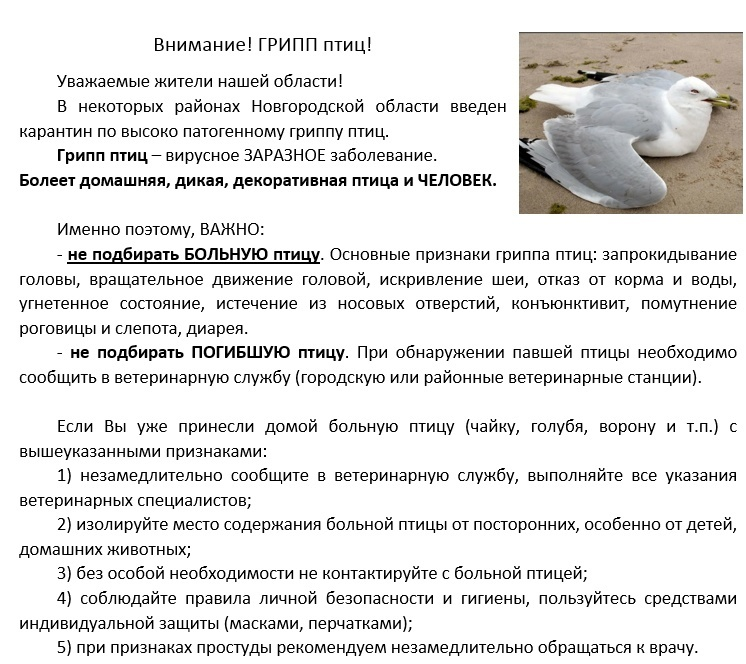 Внимание! ГРИПП птиц!
Уважаемые жители нашей области!
В некоторых районах Новгородской области введен
карантин по высоко патогенному гриппу птиц.
Грипп птиц – вирусное ЗАРАЗНОЕ заболевание.
Болеет домашняя, дикая, декоративная птица и ЧЕЛОВЕК.
Именно поэтому, ВАЖНО:
- не подбирать БОЛЬНУЮ птицу. Основные признаки гриппа птиц: запрокидывание
головы, вращательное движение головой, искривление шеи, отказ от корма и воды,
угнетенное состояние, истечение из носовых отверстий, конъюнктивит, помутнение
роговицы и слепота, диарея.
- не подбирать ПОГИБШУЮ птицу. При обнаружении павшей птицы необходимо
сообщить в ветеринарную службу (городскую или районные ветеринарные станции).
Если Вы уже принесли домой больную птицу (чайку, голубя, ворону и т.п.) с
вышеуказанными признаками:
1) незамедлительно сообщите в ветеринарную службу, выполняйте все указания
ветеринарных специалистов;
2) изолируйте место содержания больной птицы от посторонних, особенно от детей,
домашних животных;
3) без особой необходимости не контактируйте с больной птицей;
4) соблюдайте правила личной безопасности и гигиены, пользуйтесь средствами
индивидуальной защиты (масками, перчатками);
5) при признаках простуды рекомендуем незамедлительно обращаться к врачу.